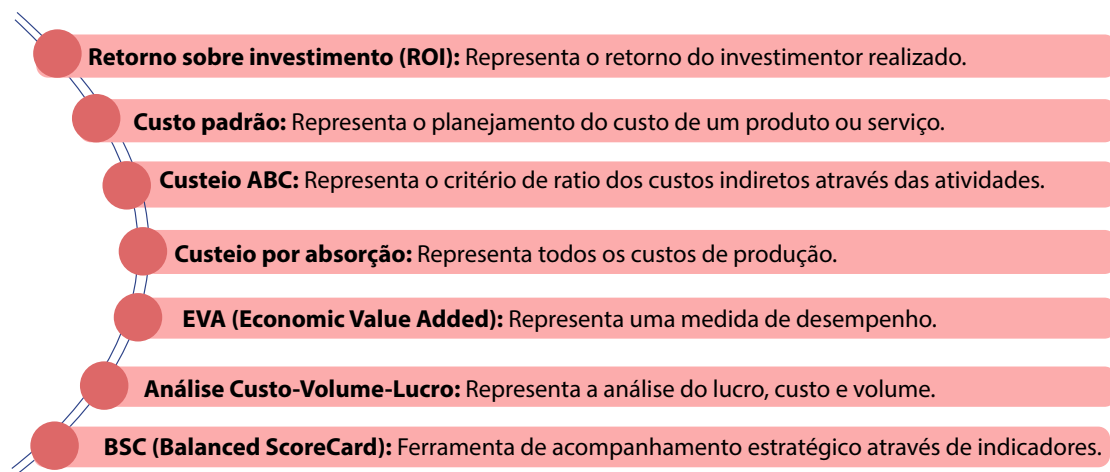 Retorno sobre investimento (ROI): Representa o retorno do investimentor realizado.
Custo padrão: Representa o planejamento do custo de um produto ou serviço.
Custeio ABC: Representa o critério de ratio dos custos indiretos através das atividades.
Custeio por absorção: Representa todos os custos de produção.
EVA (Economic Value Added): Representa uma medida de desempenho.
Análise Custo-Volume-Lucro: Representa a análise do lucro, custo e volume.
BSC (Balanced ScoreCard): Ferramenta de acompanhamento estratégico através de indicadores.